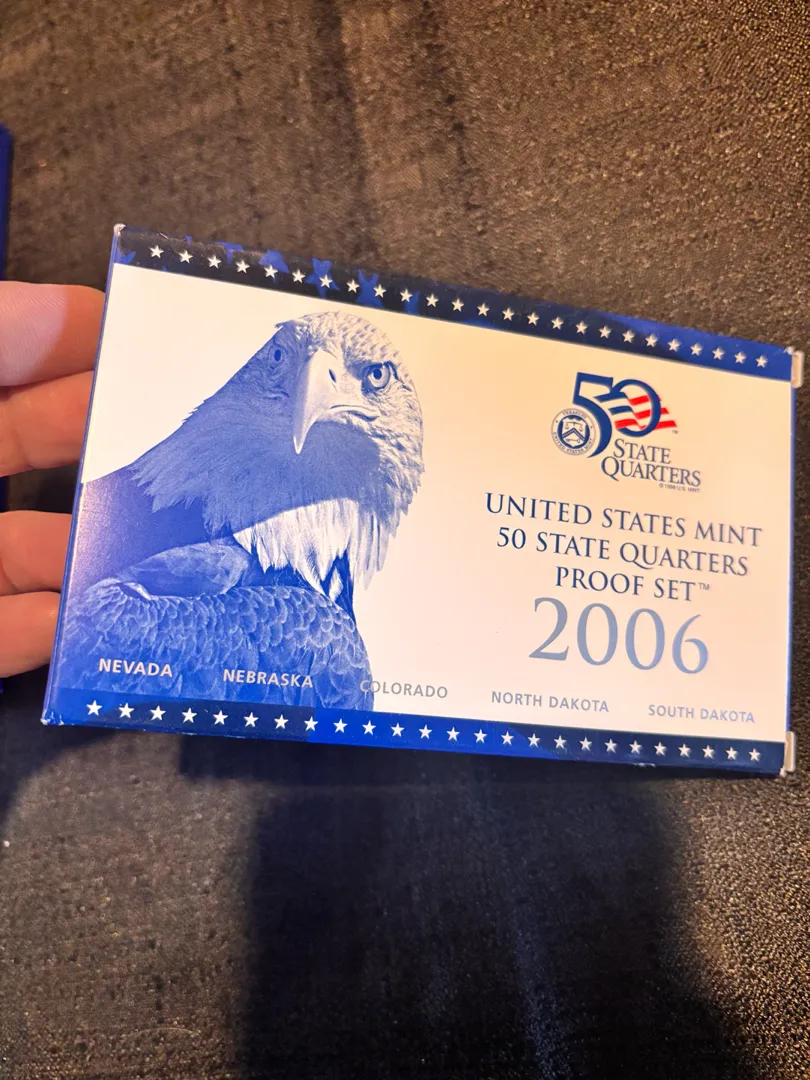 50
STATE
QUARTERS
UNITED STATES MINT
50 STATE QUARTERS
PROOF SET™
2006
NEVADA NEBRASKA COLORADO NORTH DAKOTA SOUTH DAKOTA